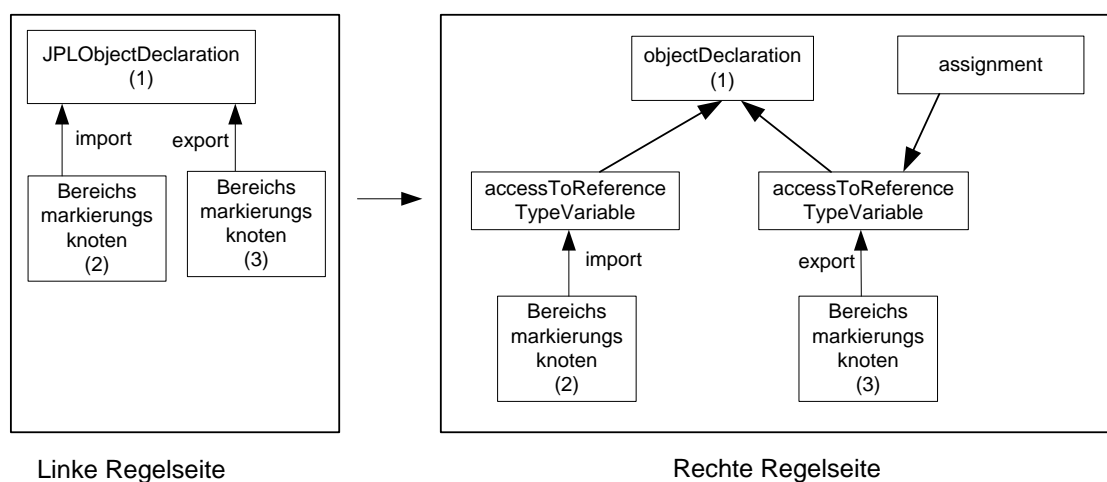 JPLObjectDeclaration
(1)
import
export
Bereichs
markierungs
knoten
(2)
Bereichs
markierungs
knoten
(3)
objectDeclaration
(1)
assignment
accessToReference
TypeVariable
accessToReference
TypeVariable
import
export
Bereichs
markierungs
knoten
(2)
Bereichs
markierungs
knoten
(3)
Linke Regelseite
Rechte Regelseite